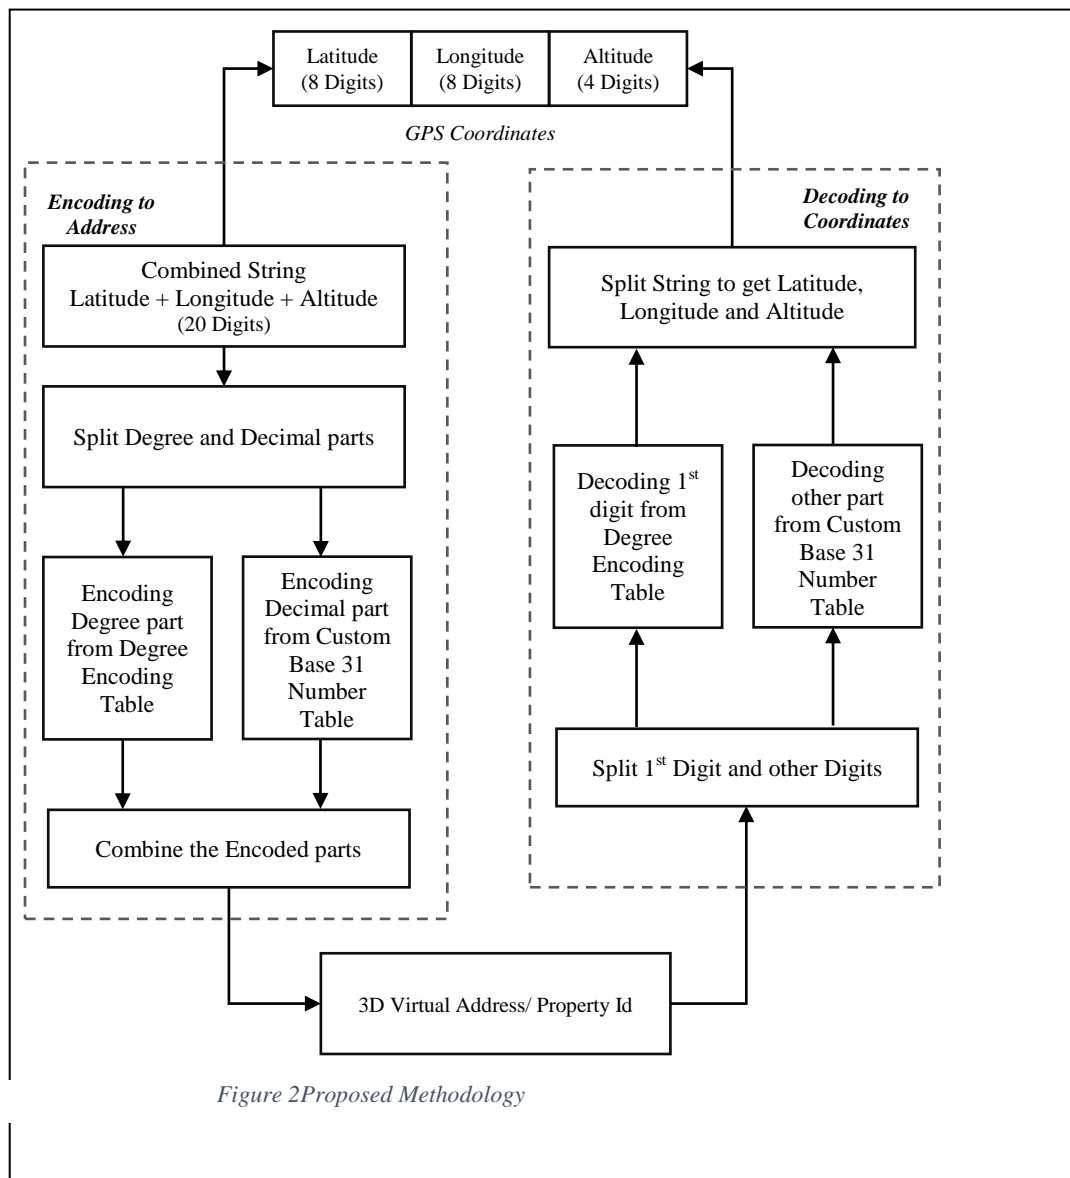 Latitude
(8 Digits)
Longitude
(8 Digits)
Altitude
(4 Digits)
GPS Coordinates
Encoding to
Address
Combined String
Latitude + Longitude + Altitude
(20 Digits)
Split Degree and Decimal parts
Encoding
Degree part
from Degree
Encoding
Table
Encoding
Decimal part
from Custom
Base 31
Number
Table
Combine the Encoded parts
Decoding to
Coordinates
Split String to get Latitude,
Longitude and Altitude
Decoding 1st
digit from
Degree
Encoding
Table
Decoding
other part
from Custom
Base 31
Number
Table
Split 1st Digit and other Digits
3D Virtual Address/ Property Id
Figure 2Proposed Methodology